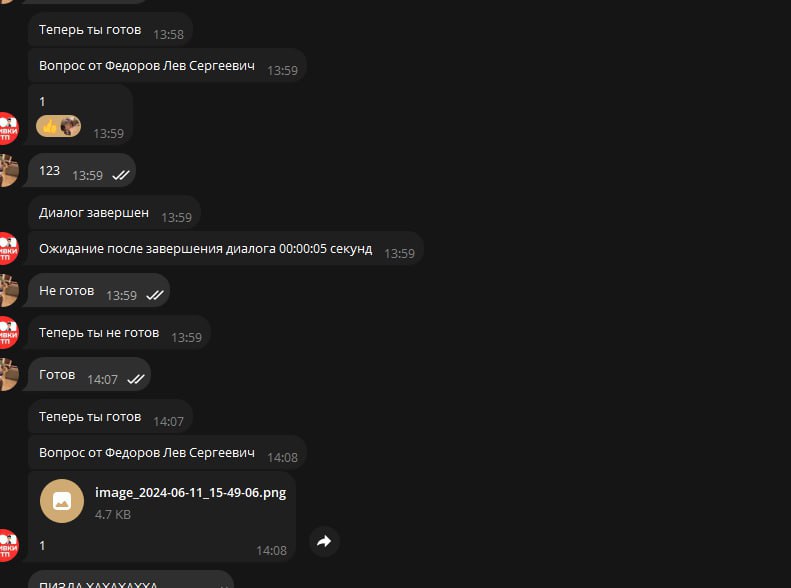 Теперь ты готов 13:58
Вопрос от Федоров Лев Сергеевич 13:59
1
13:59
123 13:59
Диалог завершен 13:59
Ожидание после завершения диалога 00:00:05 секунд 13:59
Не готов 13:59
Теперь ты не готов 13:59
Готов 14:07
Теперь ты готов 14:07
Вопрос от Федоров Лев Сергеевич 14:08
image_2024-06-11_15-49-06.png
4.7 KB
1 14:08
ПИЗДА ХАХАХАХХА